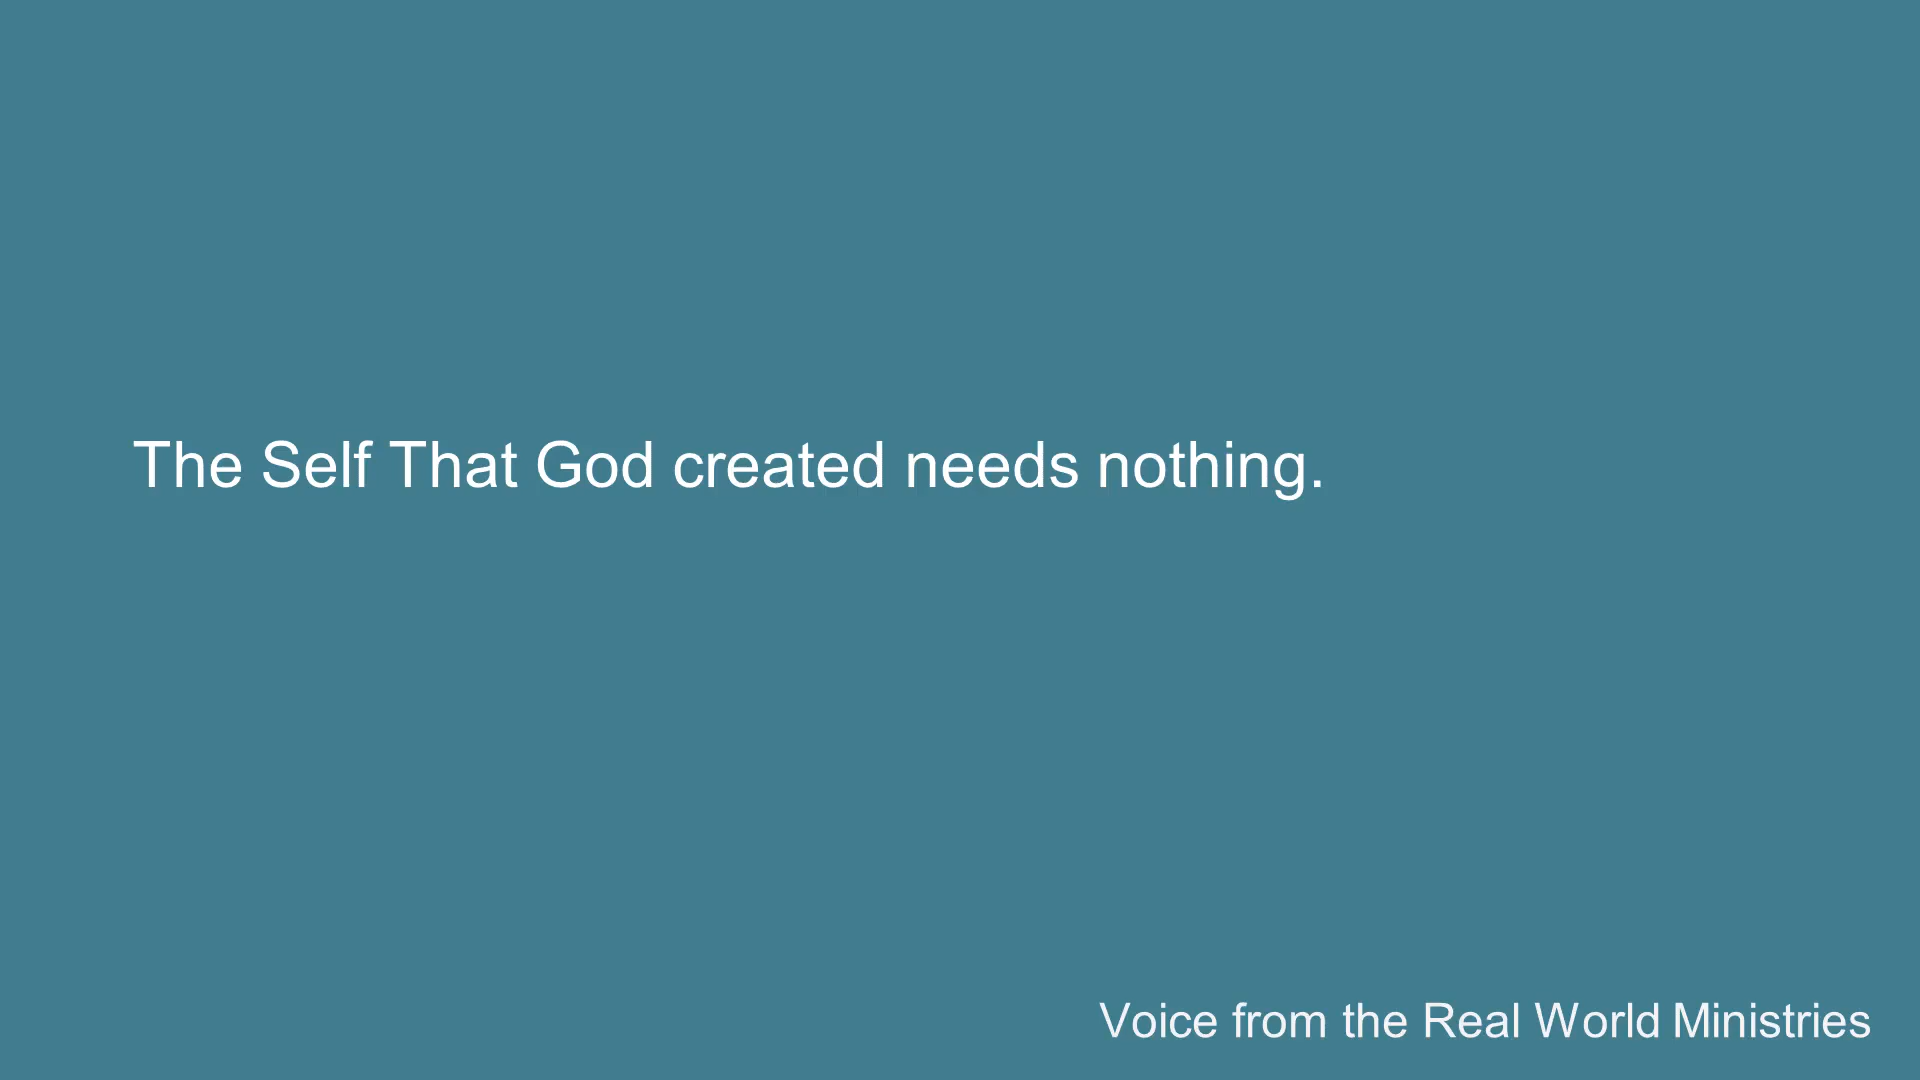 The Self That God created needs nothing.
Voice from the Real World Ministries